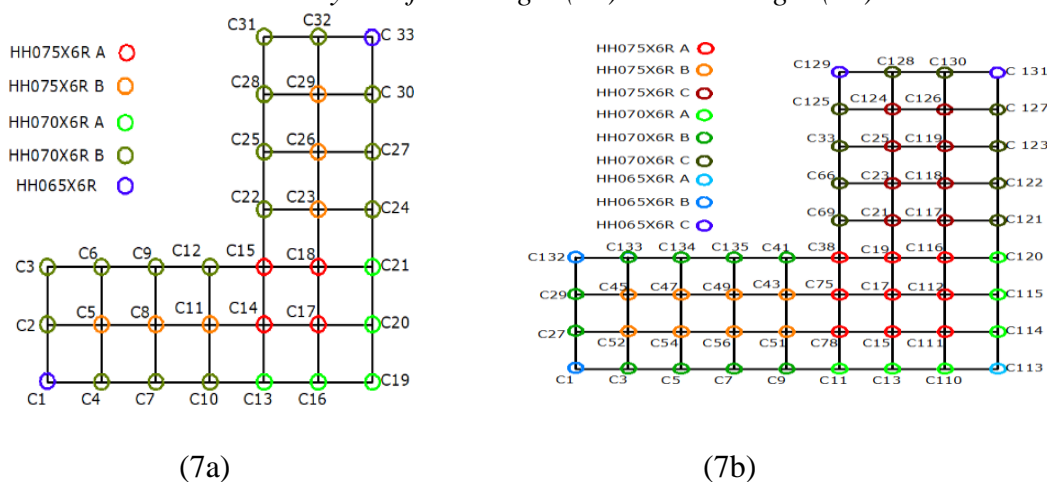 C31 C32 C 33
HH075X6R A
HH075X6R B
HH070X6R A
HH070X6R B
HH065X6R
C28 C29 C 30
C25 C26 C27
C22 C23 C24
C3 C6 C9 C12 C15 C18 C21
C2 C5 C8 C11 C14 C17 C20
C1 C4 C7 C10 C13 C16 C19
(7a)
HH075X6R A
HH075X6R B
HH075X6R C
HH070X6R A
HH070X6R B
HH070X6R C
HH065X6R A
HH065X6R B
HH065X6R C
C129 C128 C130 C 131
C125 C124 C126 C 127
C33 C25 C119 C 123
C66 C23 C118 C122
C69 C21 C117 C121
C132 C133 C134 C135 C41 C38 C19 C116 C120
C29 C45 C47 C49 C43 C75 C17 C112 C115
C27 C52 C54 C56 C51 C78 C15 C111 C114
C1 C3 C5 C7 C9 C11 C13 C110 C113
(7b)